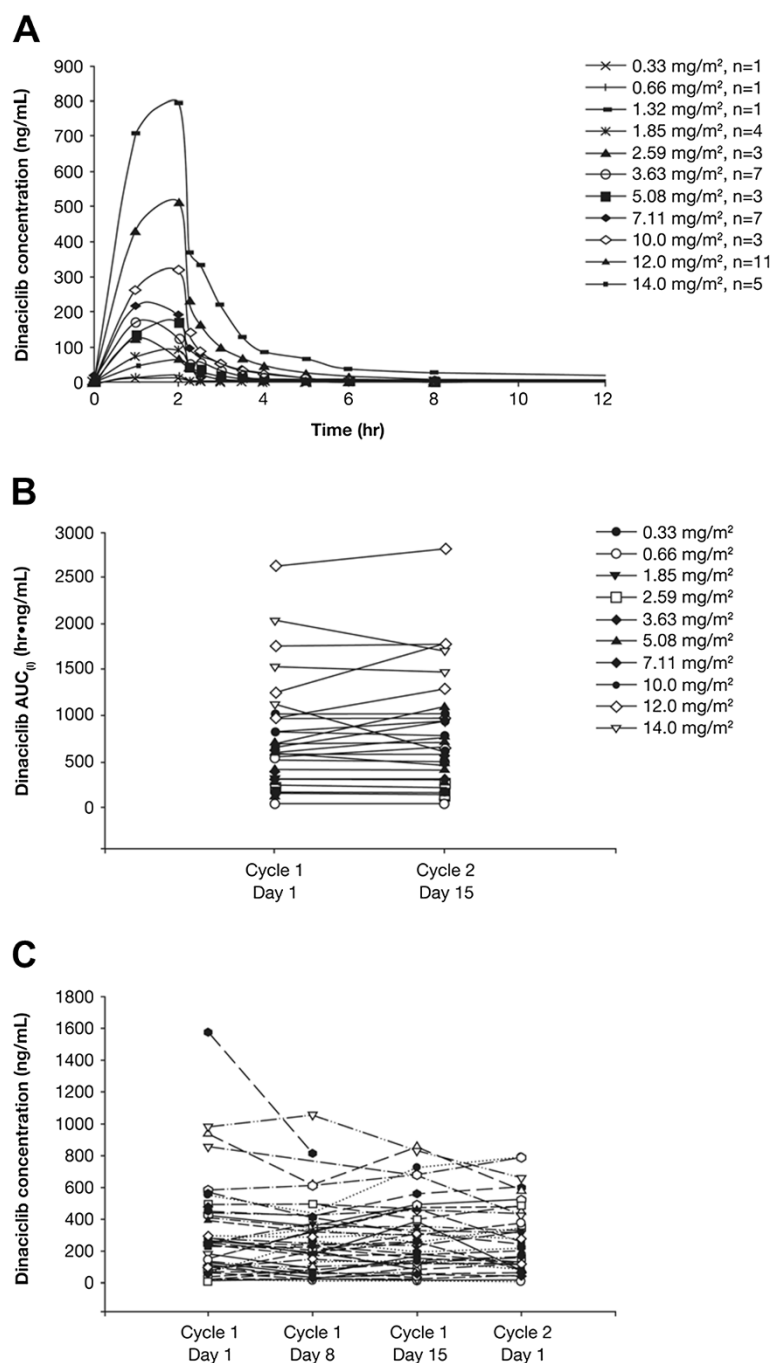 A
Dinaciclib concentration (ng/mL)
900
800
700
600
500
400
300
200
100
0
0 2 4 6 8 10 12
Time (hr)
0.33 mg/m², n=1
0.66 mg/m², n=1
1.32 mg/m², n=1
1.85 mg/m², n=4
2.59 mg/m², n=3
3.63 mg/m², n=7
5.08 mg/m², n=3
7.11 mg/m², n=7
10.0 mg/m², n=3
12.0 mg/m², n=11
14.0 mg/m², n=5
B
Dinaciclib AUC(I) (hr•ng/mL)
3000
2500
2000
1500
1000
500
0
Cycle 1 Cycle 2
Day 1 Day 15
0.33 mg/m²
0.66 mg/m²
1.85 mg/m²
2.59 mg/m²
3.63 mg/m²
5.08 mg/m²
7.11 mg/m²
10.0 mg/m²
12.0 mg/m²
14.0 mg/m²
C
Dinaciclib concentration (ng/mL)
1800
1600
1400
1200
1000
800
600
400
200
0
Cycle 1 Cycle 1 Cycle 1 Cycle 2
Day 1 Day 8 Day 15 Day 1